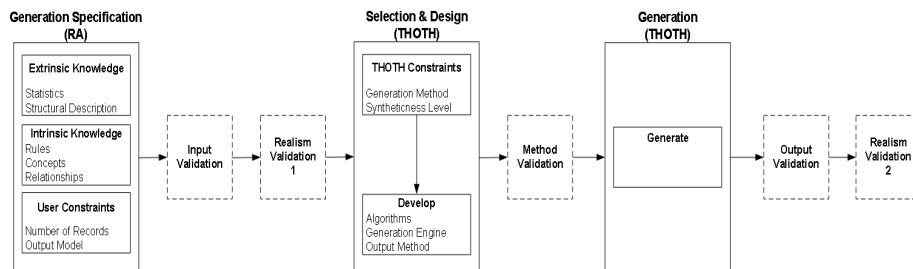 Generation Specification
(RA)
Extrinsic Knowledge
Statistics
Structural Description
Intrinsic Knowledge
Rules
Concepts
Relationships
User Constraints
Number of Records
Output Model
Input
Validation
Realism
Validation
1
Selection & Design
(THOTH)
THOTH Constraints
Generation Method
Syntheticness Level
Develop
Algorithms
Generation Engine
Output Method
Method
Validation
Generation
(THOTH)
Generate
Output
Validation
Realism
Validation
2